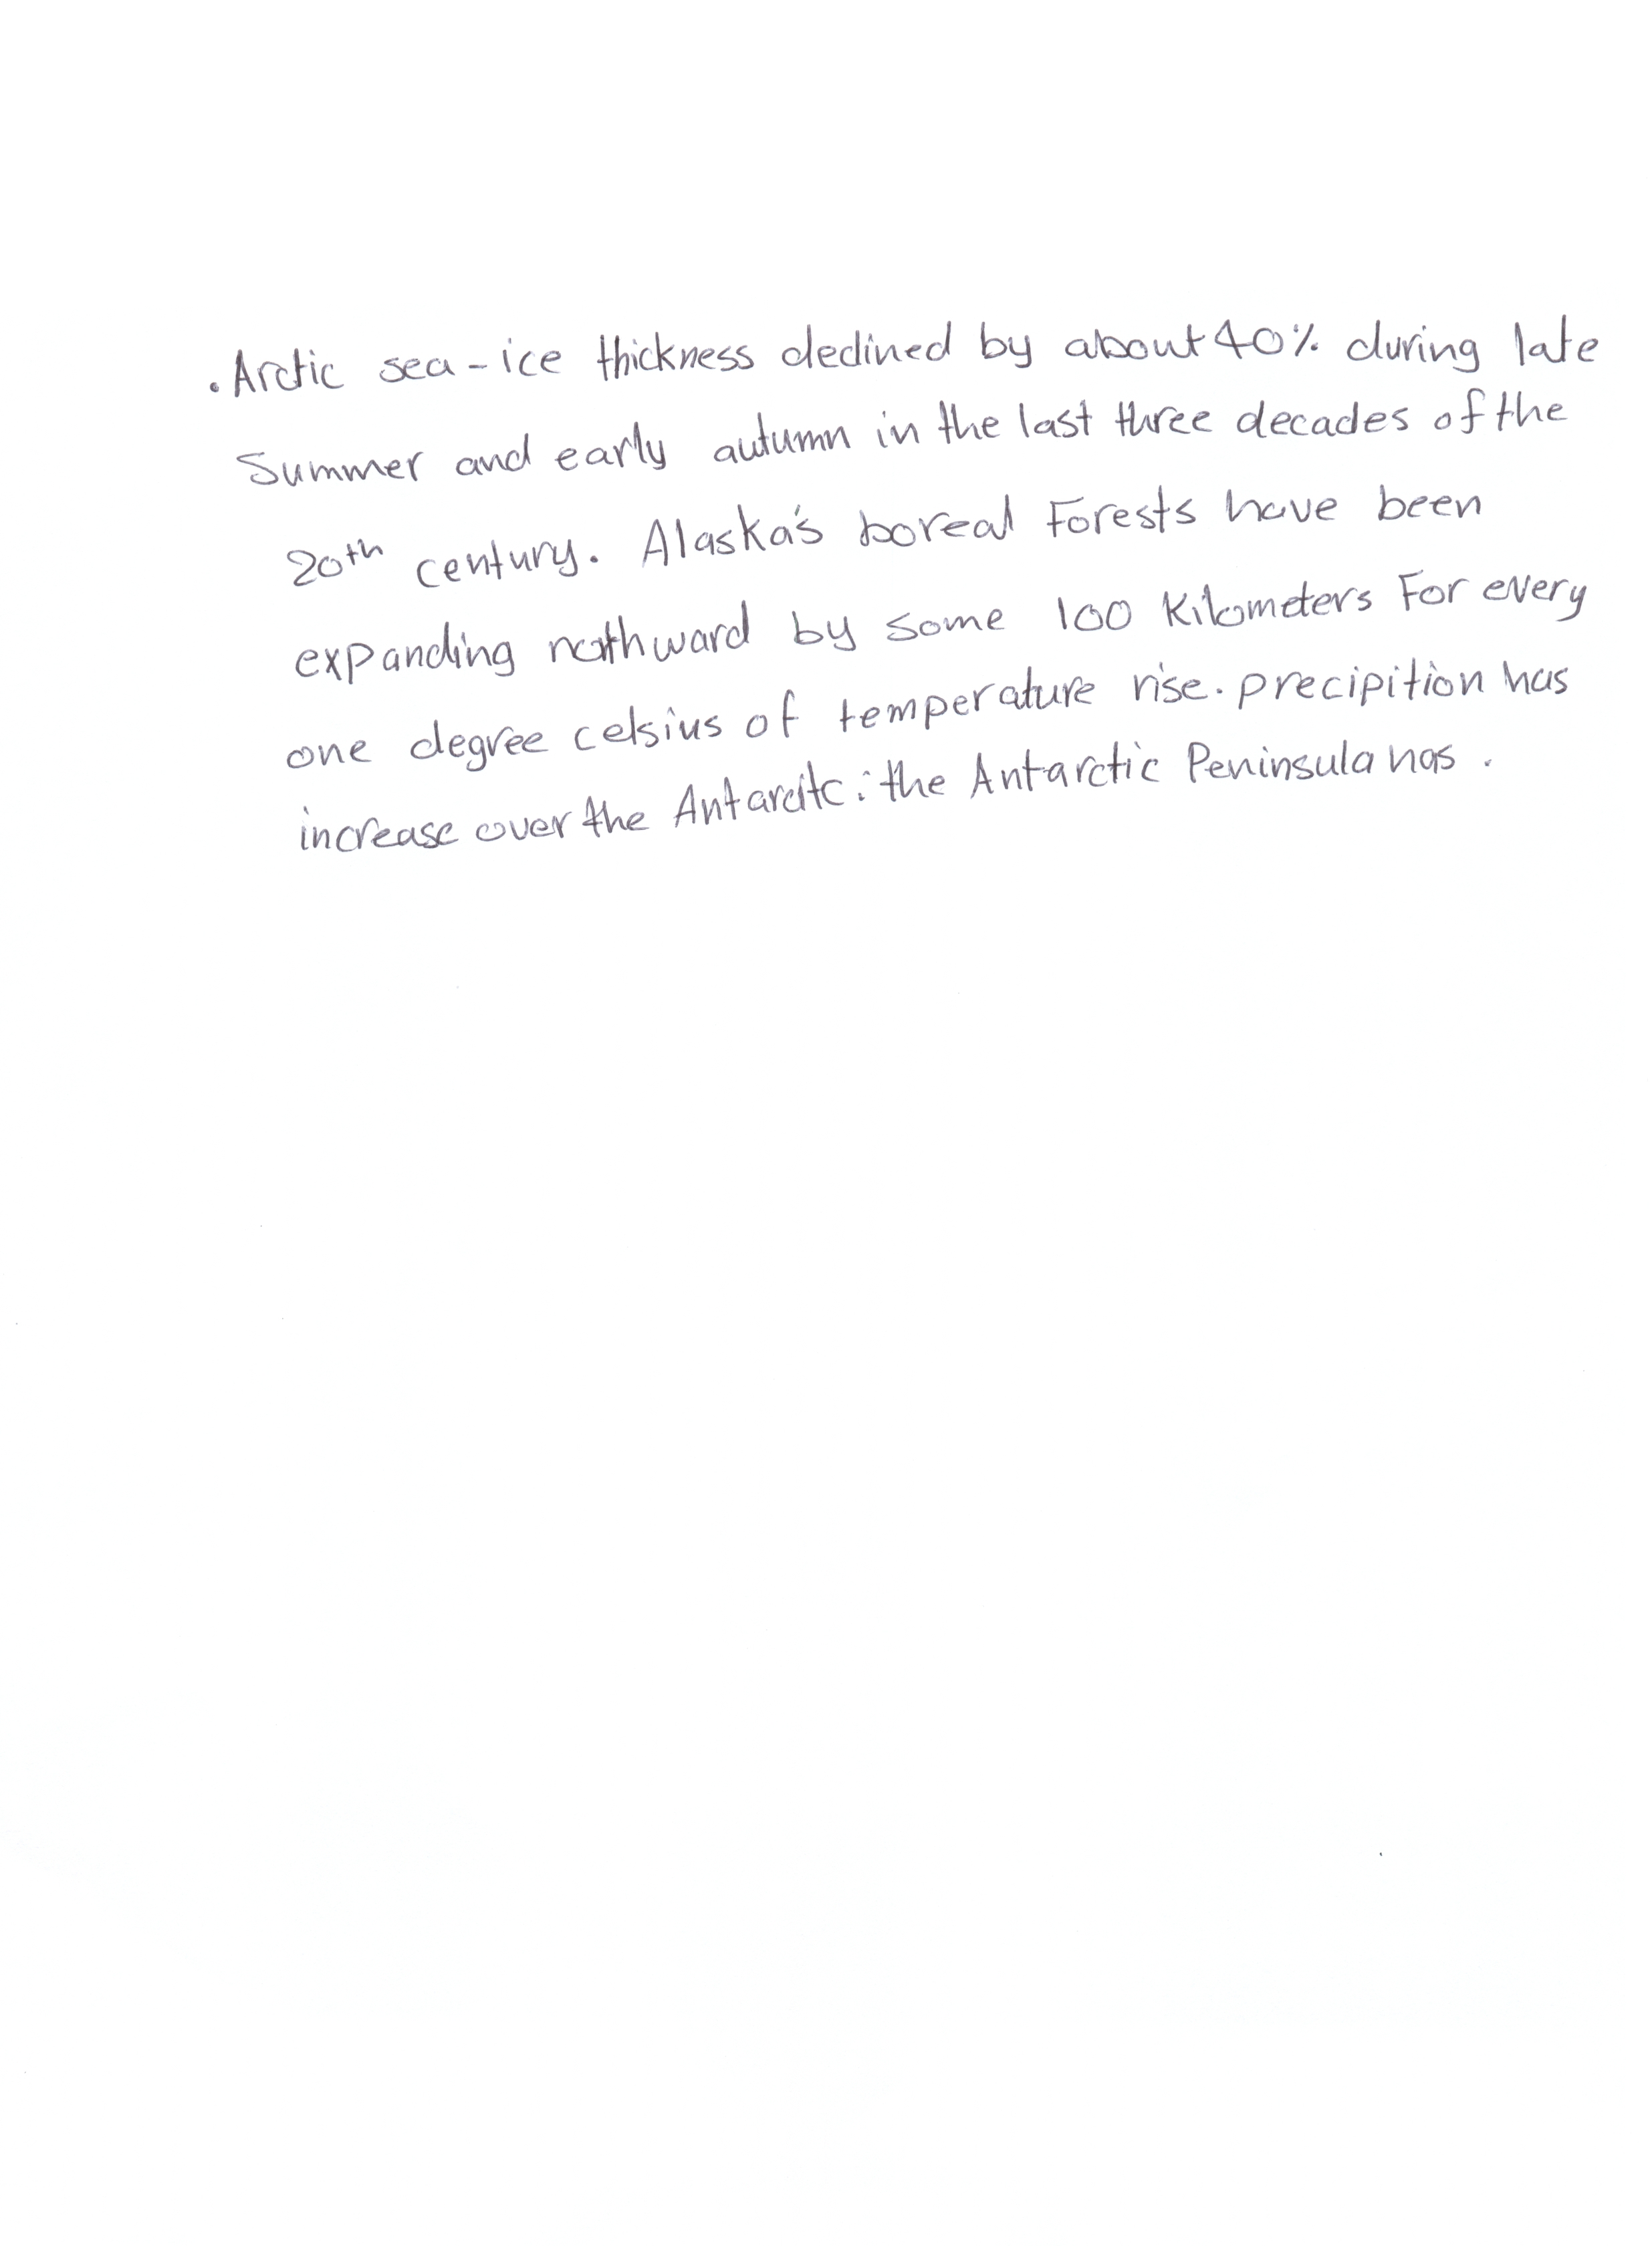 . Arctic sea-ice thickness declined by about 40% during late
Summer and early autumn in the last three decades of the
20th century. Alaska's boreal Forests have been
expanding northward by some 100 Kilometers For every
one degree celsius of temperature rise. precipition has
increase over the Antarcitc: the Antarctic Peninsula has .